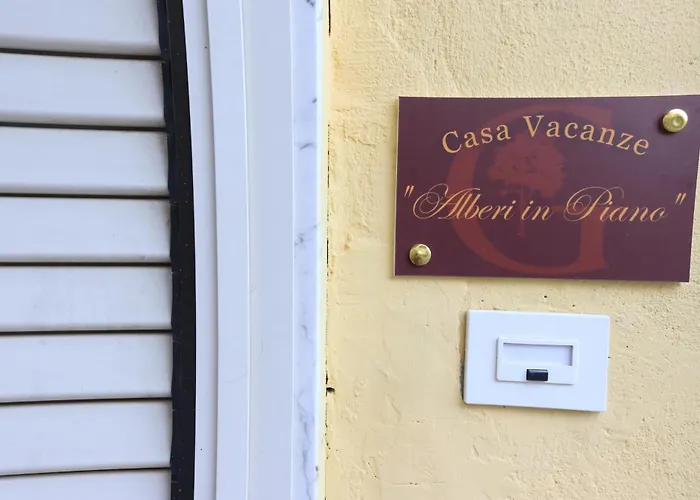 Casa Vacanze
"Alberi in Piano"
G